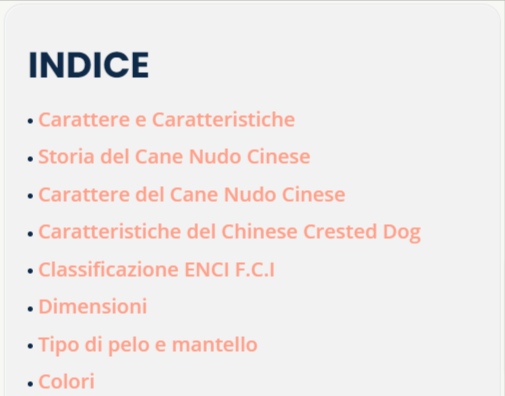 INDICE
• Carattere e Caratteristiche
• Storia del Cane Nudo Cinese
• Carattere del Cane Nudo Cinese
• Caratteristiche del Chinese Crested Dog
• Classificazione ENCI F.C.I
• Dimensioni
• Tipo di pelo e mantello
• Colori